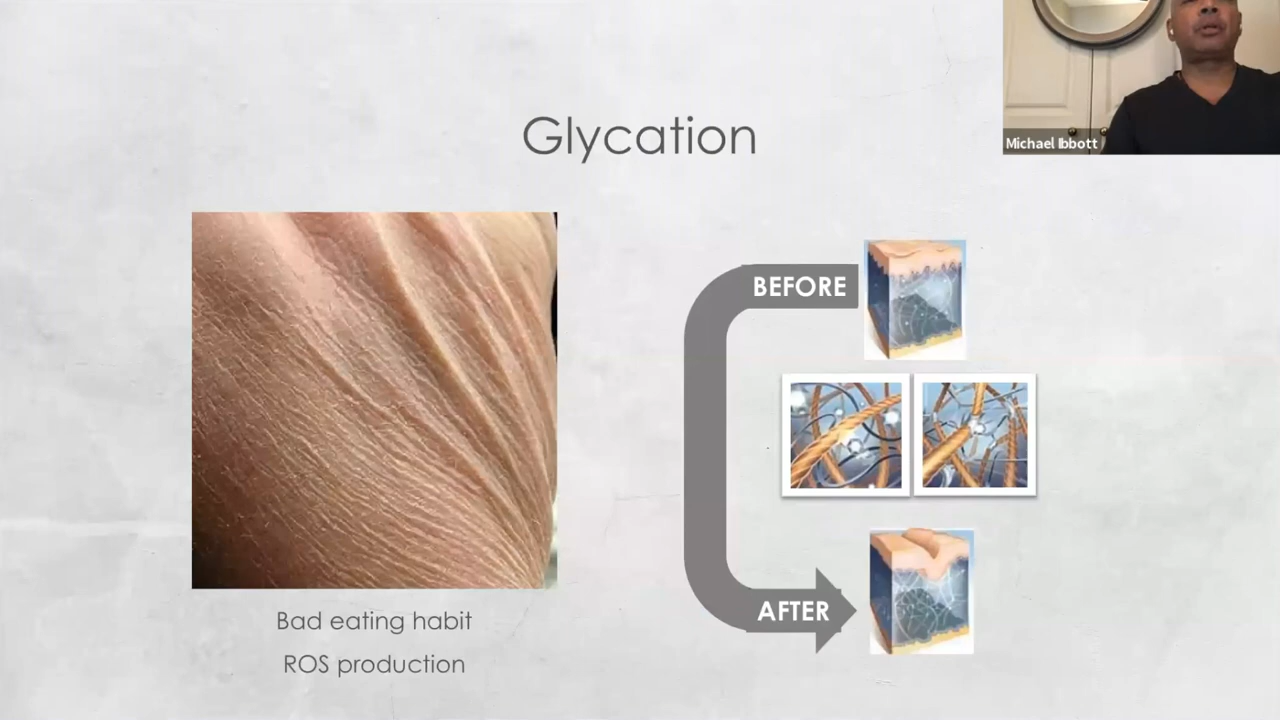 Michael Ibbott
Glycation
BEFORE
AFTER
Bad eating habit
ROS production